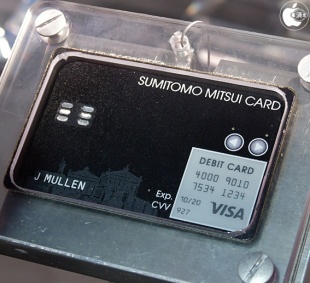 SUMITOMO MITSUI CARD
DEBIT CARD
4000 9010
7534 1234
J MULLEN
Exp. 10/20
CVV 927
VISA